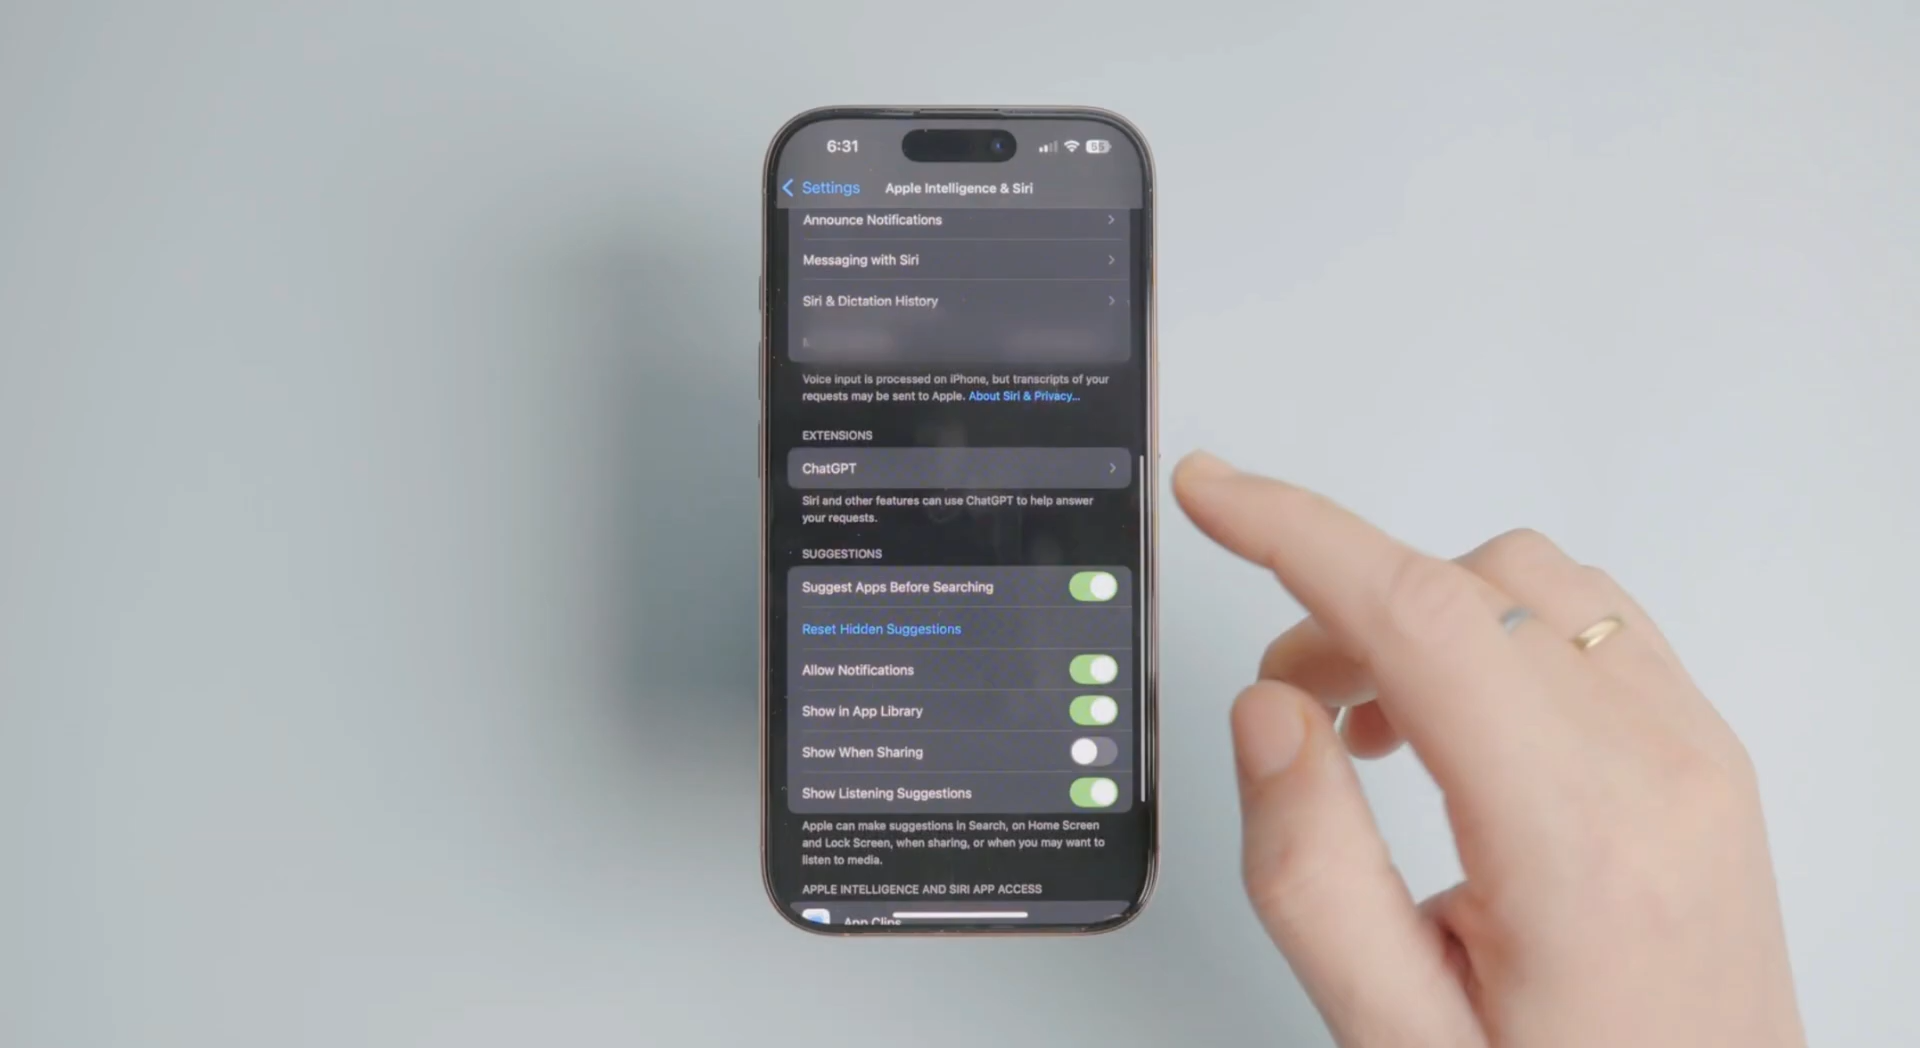 6:31
55
Settings
Apple Intelligence & Siri
Announce Notifications
Messaging with Siri
Siri & Dictation History
Voice input is processed on iPhone, but transcripts of your
requests may be sent to Apple. About Siri & Privacy...
EXTENSIONS
ChatGPT
Siri and other features can use ChatGPT to help answer
your requests.
SUGGESTIONS
Suggest Apps Before Searching
Reset Hidden Suggestions
Allow Notifications
Show in App Library
Show When Sharing
Show Listening Suggestions
Apple can make suggestions in Search, on Home Screen
and Lock Screen, when sharing, or when you may want to
listen to media.
APPLE INTELLIGENCE AND SIRI APP ACCESS
App Clips